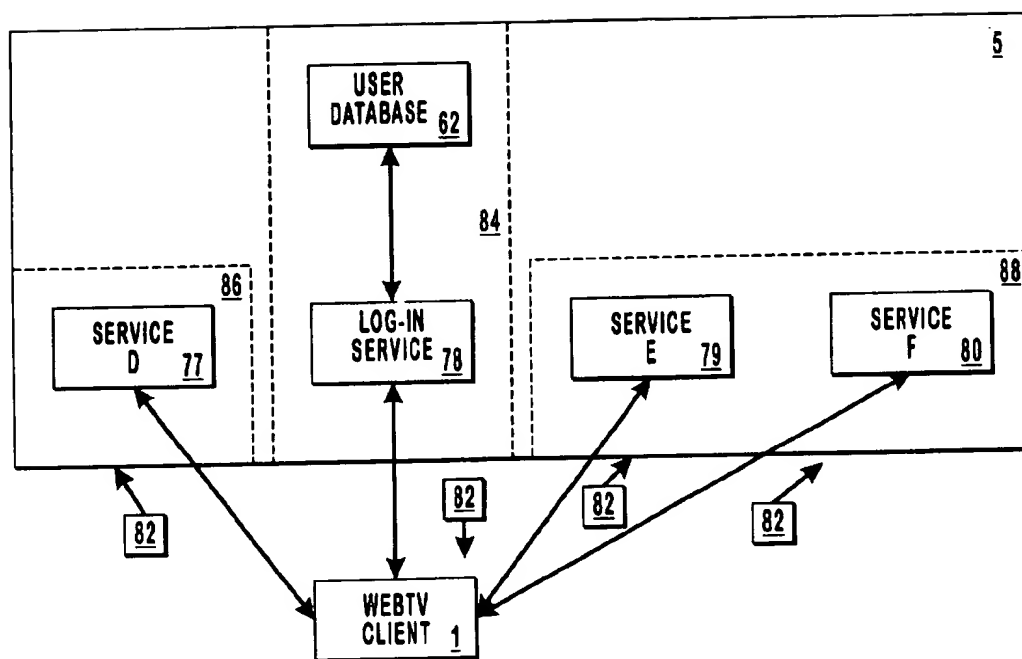 5
USER
DATABASE 62
84
86
88
SERVICE
D 77
LOG-IN
SERVICE 78
SERVICE
E 79
SERVICE
F 80
82
82
82
82
WEBTV
CLIENT 1